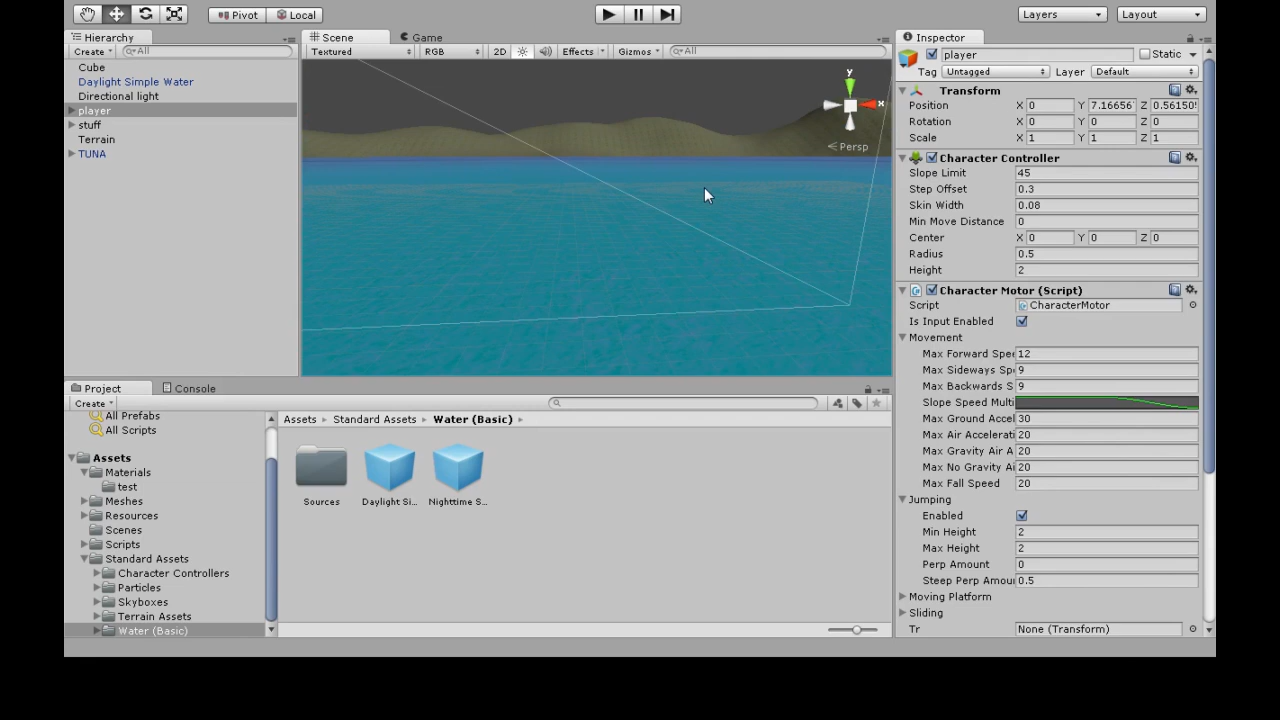 Pivot Local Layers Layout
Hierarchy
Create All
Cube
Daylight Simple Water
Directional light
player
stuff
Terrain
TUNA
Scene Game
Textured RGB 2D Effects Gizmos All
y
x
Persp
Project Console
Create
All Prefabs
All Scripts
Assets
Materials
test
Meshes
Resources
Scenes
Scripts
Standard Assets
Character Controllers
Particles
Skyboxes
Terrain Assets
Water (Basic)
Assets Standard Assets Water (Basic)
Sources Daylight Si... Nighttime S...
Inspector
player Static
Tag Untagged Layer Default
Transform
Position X 0 Y 7.16656 Z 0.56150
Rotation X 0 Y 0 Z 0
Scale X 1 Y 1 Z 1
Character Controller
Slope Limit 45
Step Offset 0.3
Skin Width 0.08
Min Move Distance 0
Center X 0 Y 0 Z 0
Radius 0.5
Height 2
Character Motor (Script)
Script CharacterMotor
Is Input Enabled
Movement
Max Forward Spe 12
Max Sideways Sp 9
Max Backwards S 9
Slope Speed Multi
Max Ground Accel 30
Max Air Accelerati 20
Max Gravity Air A 20
Max No Gravity Ai 20
Max Fall Speed 20
Jumping
Enabled
Min Height 2
Max Height 2
Perp Amount 0
Steep Perp Amou 0.5
Moving Platform
Sliding
Tr None (Transform)